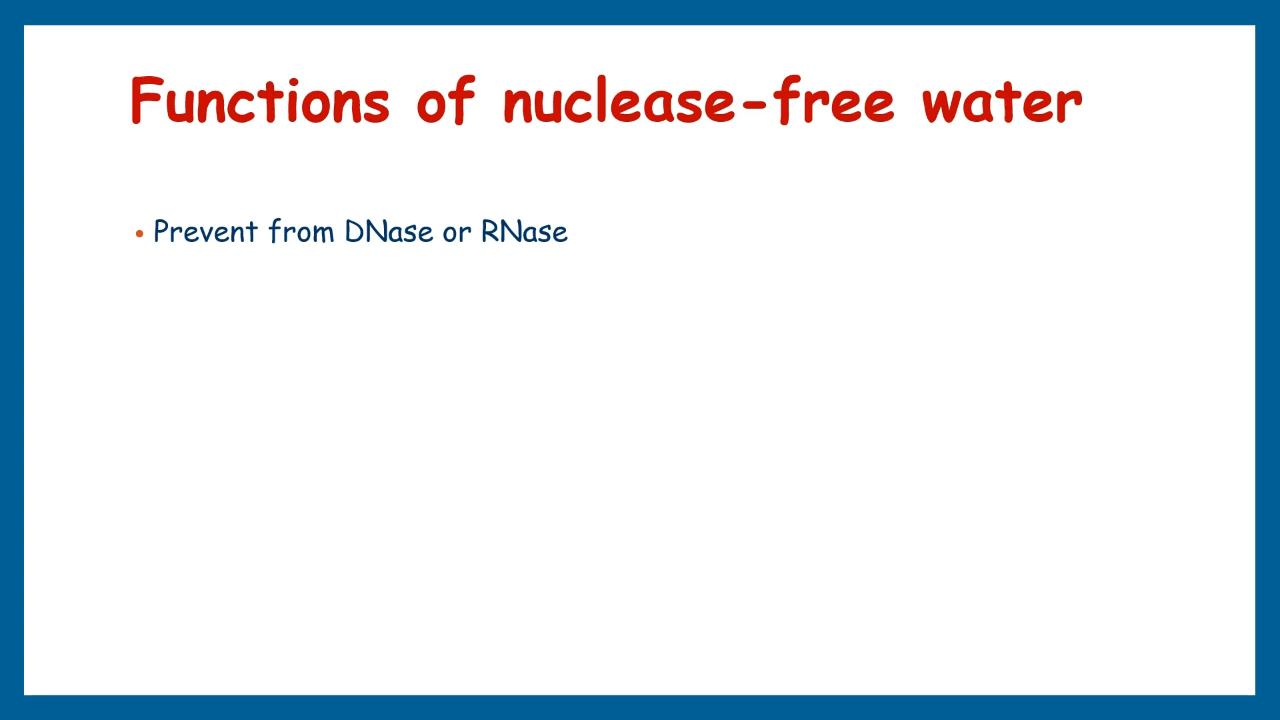 Functions of nuclease-free water
• Prevent from DNase or RNase